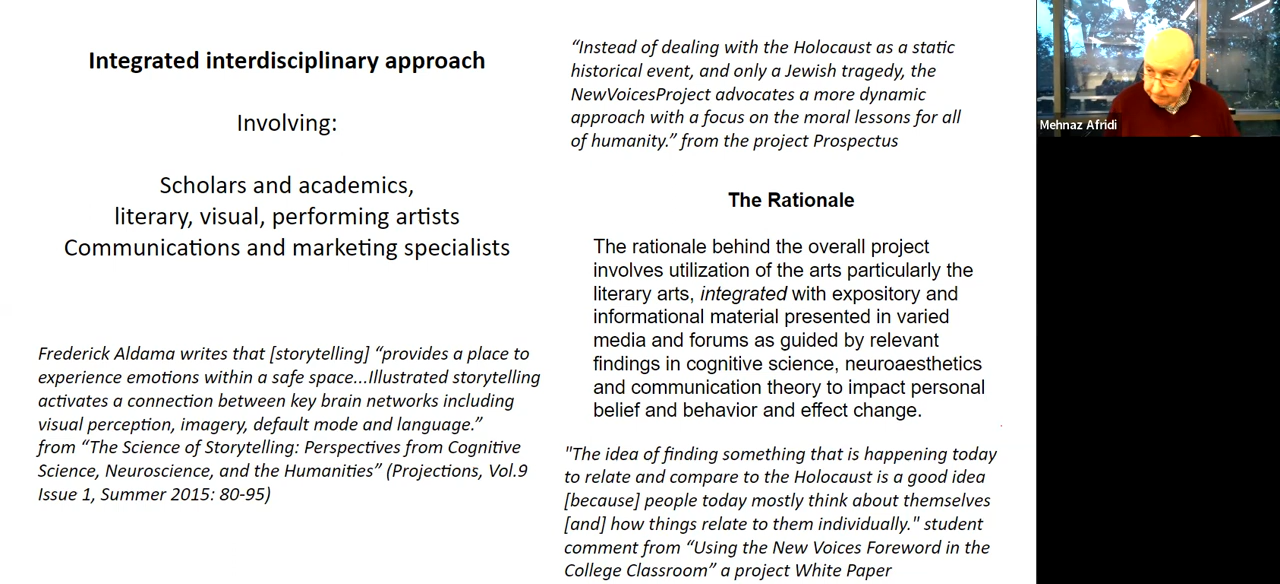 Integrated interdisciplinary approach
Involving:
Scholars and academics,
literary, visual, performing artists
Communications and marketing specialists
Frederick Aldama writes that [storytelling] “provides a place to
experience emotions within a safe space...Illustrated storytelling
activates a connection between key brain networks including
visual perception, imagery, default mode and language.”
from “The Science of Storytelling: Perspectives from Cognitive
Science, Neuroscience, and the Humanities” (Projections, Vol.9
Issue 1, Summer 2015: 80-95)
“Instead of dealing with the Holocaust as a static
historical event, and only a Jewish tragedy, the
NewVoicesProject advocates a more dynamic
approach with a focus on the moral lessons for all
of humanity.” from the project Prospectus
The Rationale
The rationale behind the overall project
involves utilization of the arts particularly the
literary arts, integrated with expository and
informational material presented in varied
media and forums as guided by relevant
findings in cognitive science, neuroaesthetics
and communication theory to impact personal
belief and behavior and effect change.
"The idea of finding something that is happening today
to relate and compare to the Holocaust is a good idea
[because] people today mostly think about themselves
[and] how things relate to them individually." student
comment from “Using the New Voices Foreword in the
College Classroom” a project White Paper
Mehnaz Afridi